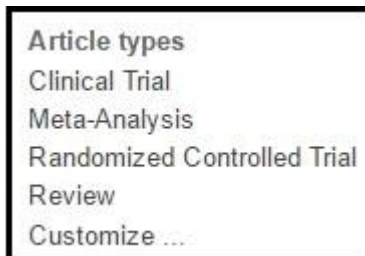 Article types
Clinical Trial
Meta-Analysis
Randomized Controlled Trial
Review
Customize ...